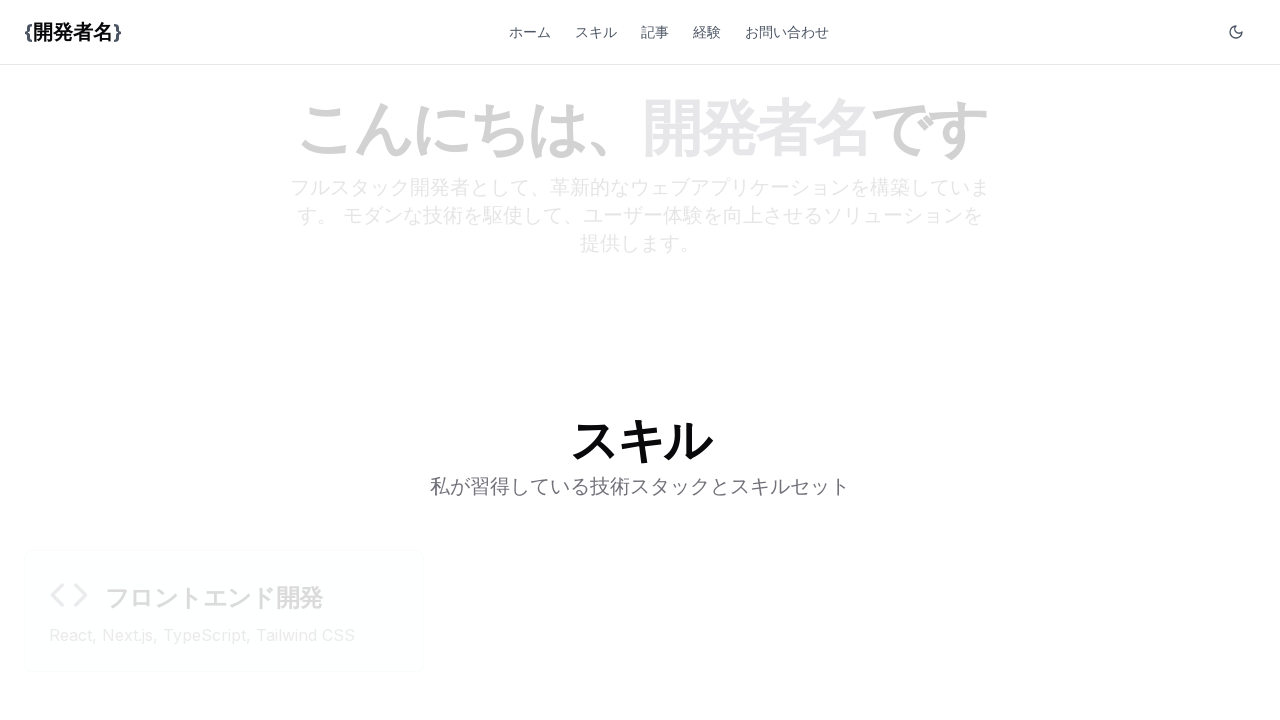 {開発者名}
ホーム スキル 記事 経験 お問い合わせ
こんにちは、開発者名です
フルスタック開発者として、革新的なウェブアプリケーションを構築していま
す。 モダンな技術を駆使して、ユーザー体験を向上させるソリューションを
提供します。
スキル
私が習得している技術スタックとスキルセット
フロントエンド開発
React, Next.js, TypeScript, Tailwind CSS